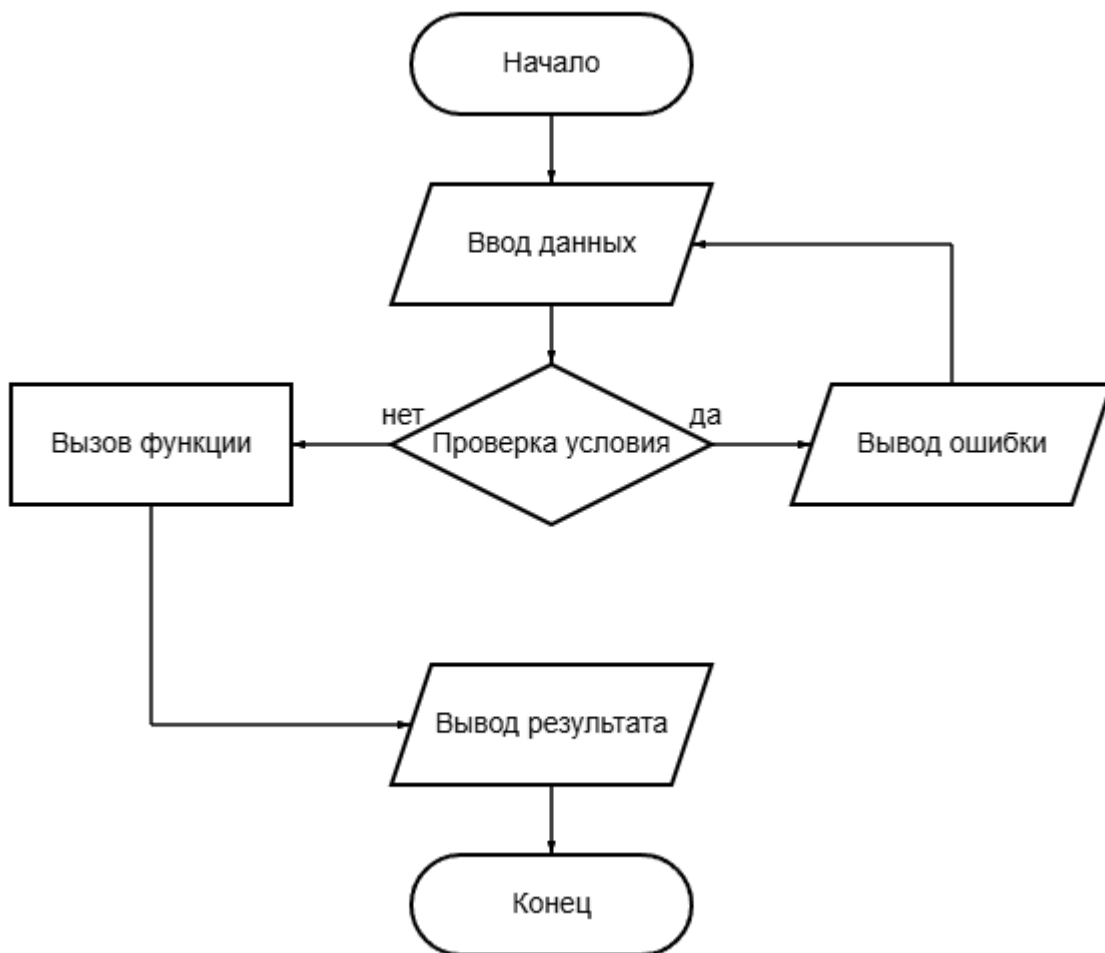 Начало
Ввод данных
нет
да
Вызов функции
Проверка условия
Вывод ошибки
Вывод результата
Конец